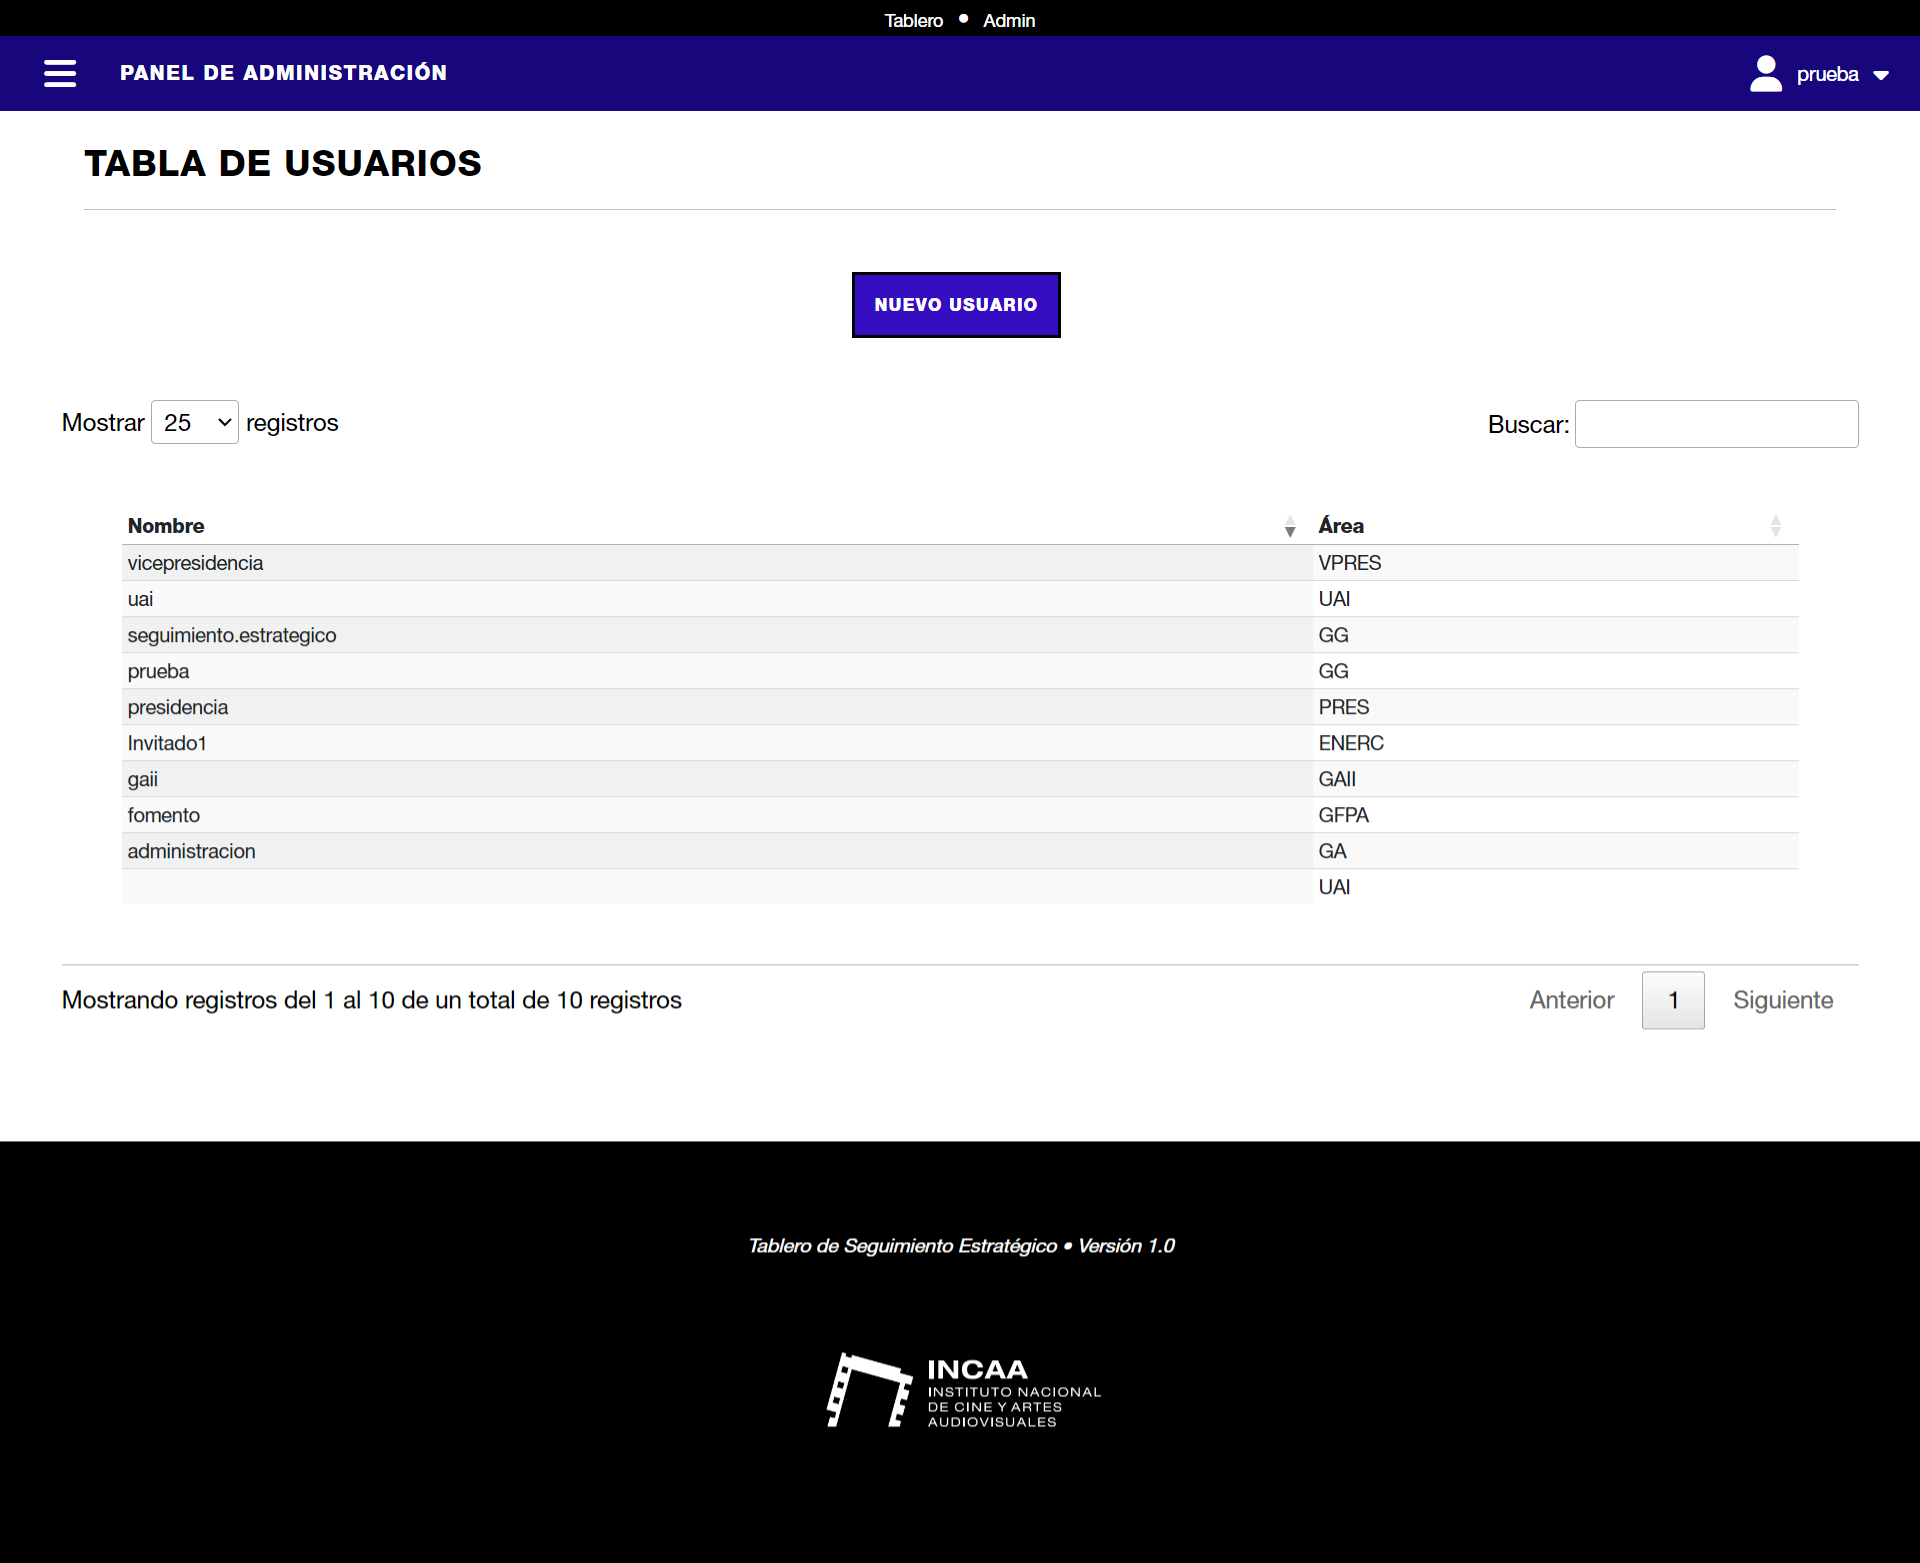 Tablero • Admin
PANEL DE ADMINISTRACIÓN
prueba
TABLA DE USUARIOS
NUEVO USUARIO
Mostrar 25 registros
Buscar:
Nombre Área
vicepresidencia VPRES
uai UAI
seguimiento.estrategico GG
prueba GG
presidencia PRES
Invitado1 ENERC
gaii GAII
fomento GFPA
administracion GA
UAI
Mostrando registros del 1 al 10 de un total de 10 registros
Anterior 1 Siguiente
Tablero de Seguimiento Estratégico • Versión 1.0
INCAA
INSTITUTO NACIONAL
DE CINE Y ARTES
AUDIOVISUALES